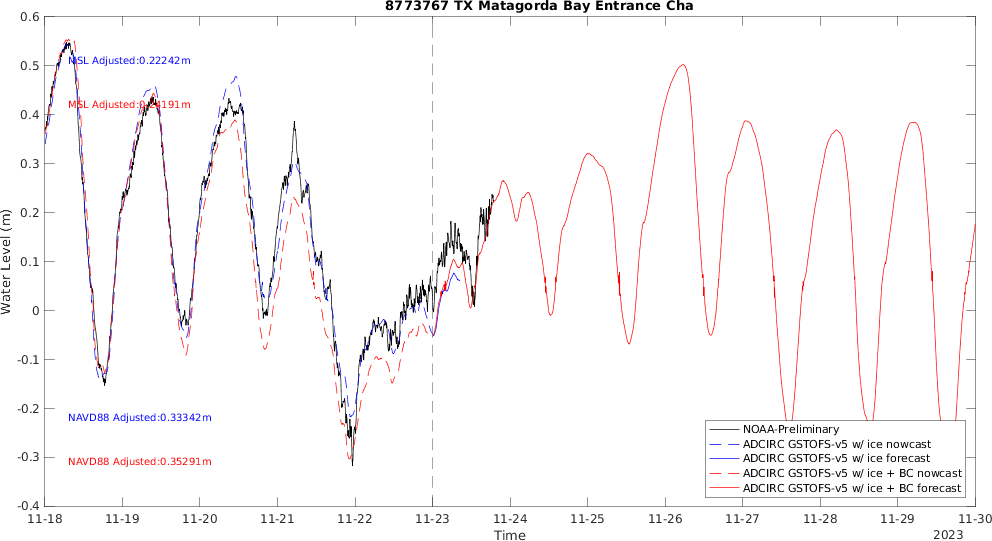 8773767 TX Matagorda Bay Entrance Cha
0.6
0.5
0.4
0.3
0.2
0.1
0
-0.1
-0.2
-0.3
-0.4
Water Level (m)
MSL Adjusted:0.22242m
MSL Adjusted:
NAVD88 Adjusted:0.33342m
NAVD88 Adjusted:0.35291m
NOAA-Preliminary
ADCIRC GSTOFS-v5 w/ ice nowcast
ADCIRC GSTOFS-v5 w/ ice forecast
ADCIRC GSTOFS-v5 w/ ice + BC nowcast
ADCIRC GSTOFS-v5 w/ ice + BC forecast
11-18 11-19 11-20 11-21 11-22 11-23 11-24 11-25 11-26 11-27 11-28 11-29 11-30
Time
2023